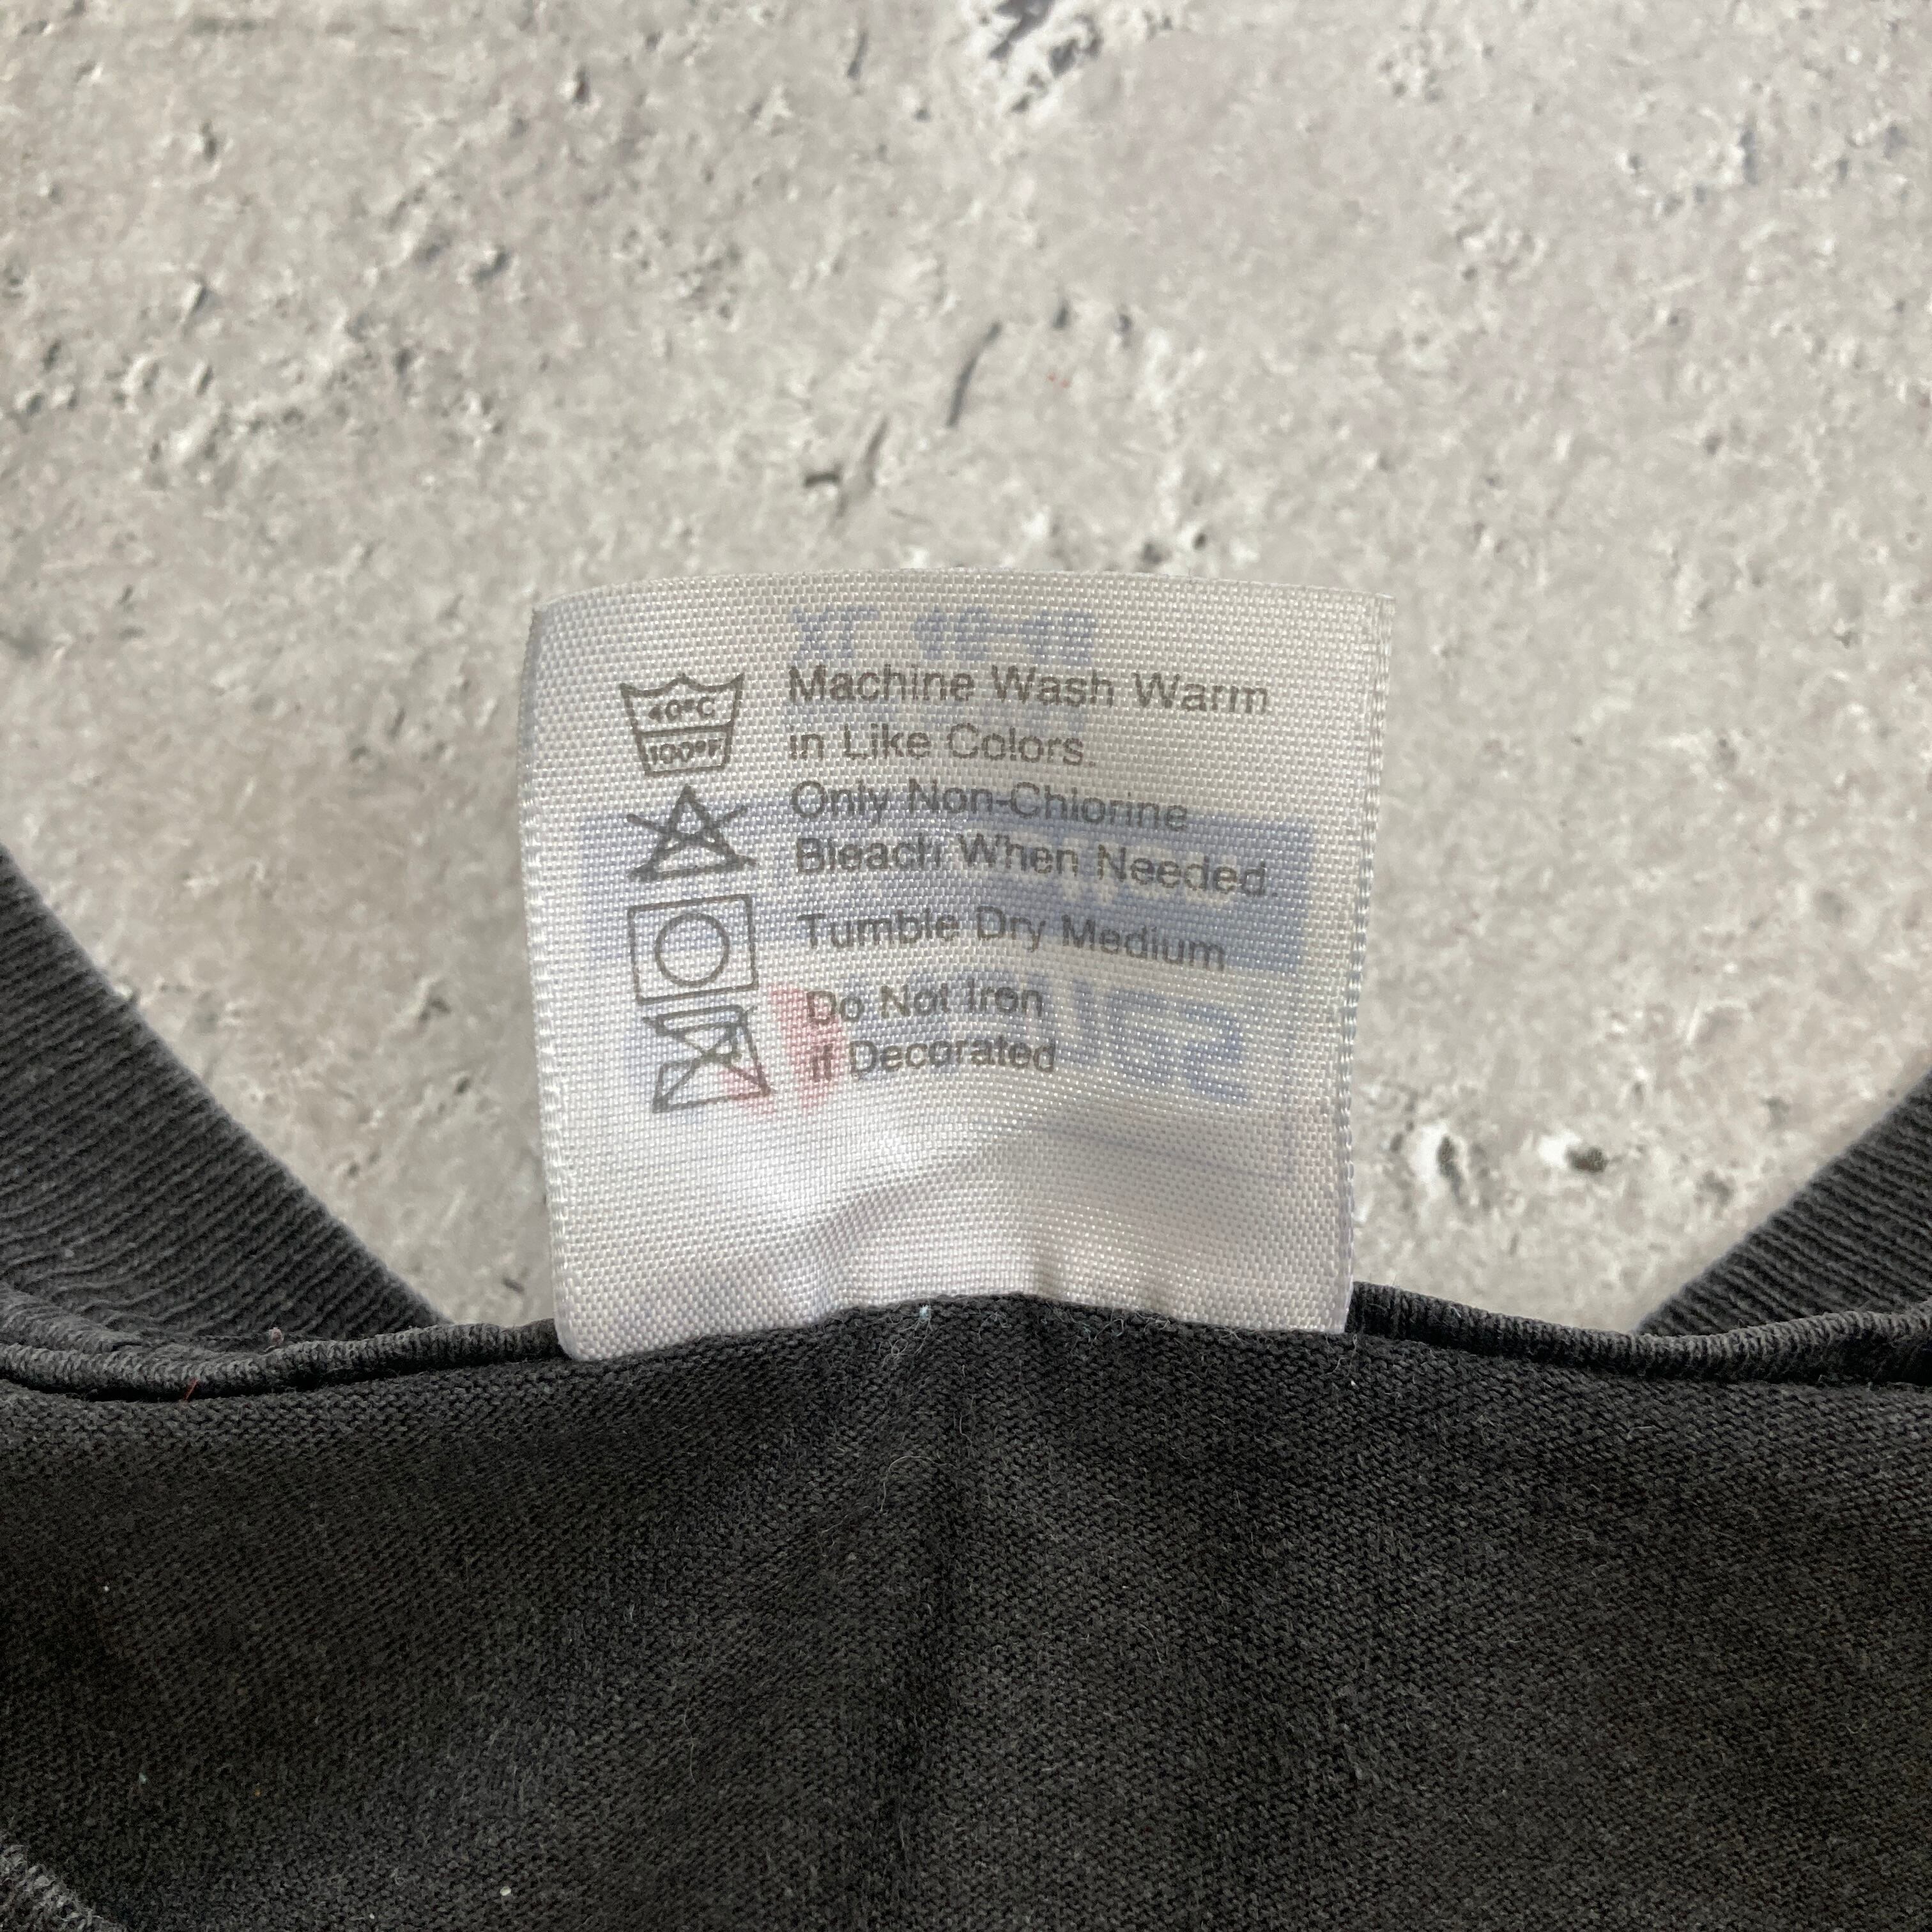 40°C
100°F
Machine Wash Warm
in Like Colors
Only Non-Chlorine
Bleach When Needed
Tumble Dry Medium
Do Not Iron
if Decorated